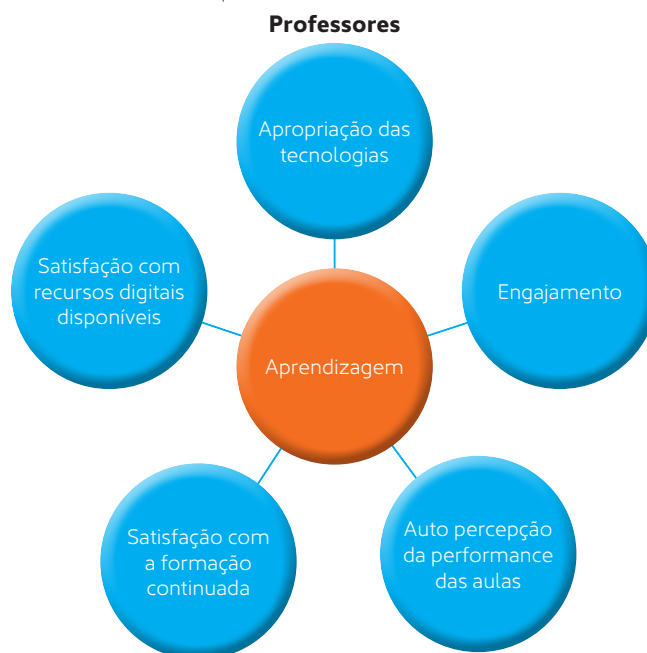 Professores
Apropriação das
tecnologias
Satisfação com
recursos digitais
disponíveis
Engajamento
Aprendizagem
Satisfação com
a formação
continuada
Auto percepção
da performance
das aulas